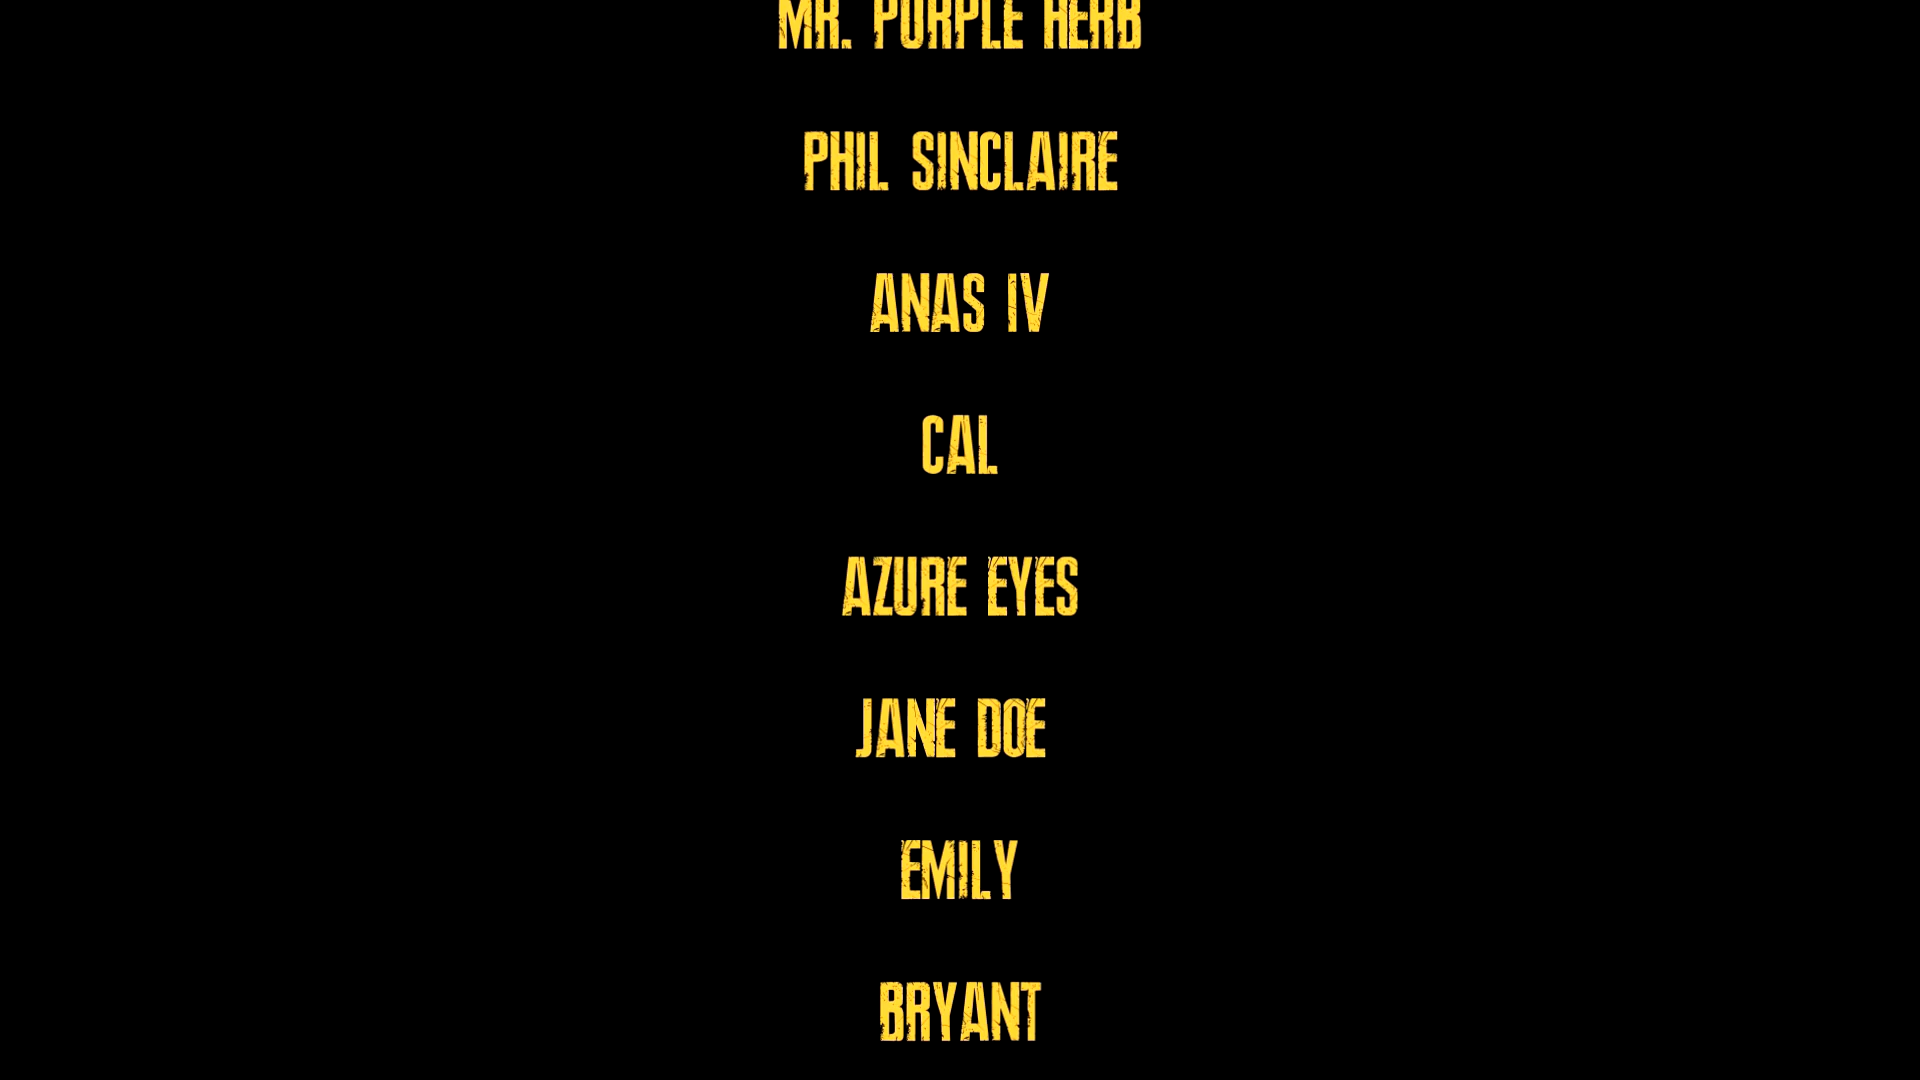 MR. PURPLE HERB
PHIL SINCLAIRE
ANAS IV
CAL
AZURE EYES
JANE DOE
EMILY
BRYANT